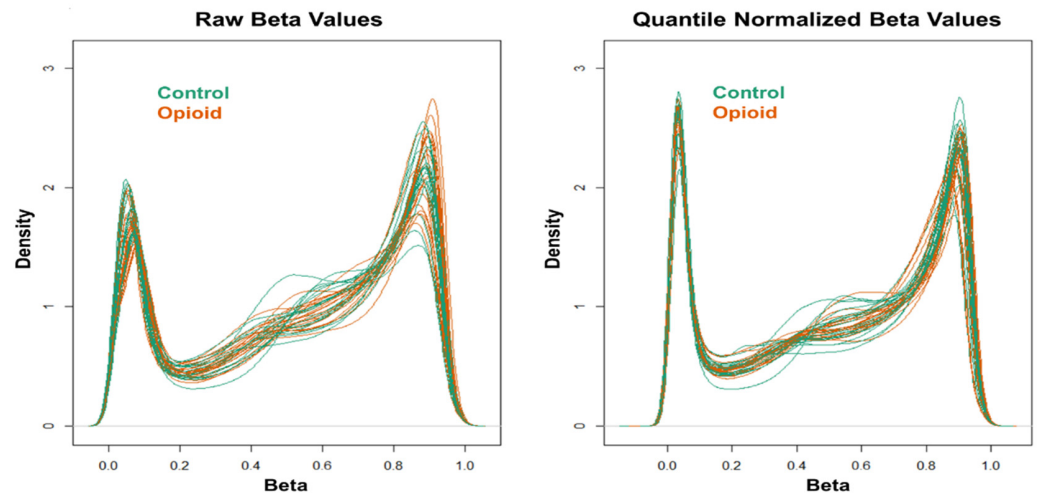 Raw Beta Values
Control
Opioid
Density
3
2
1
0
0.0 0.2 0.4 0.6 0.8 1.0
Beta
Quantile Normalized Beta Values
Control
Opioid
Density
3
2
1
0
0.0 0.2 0.4 0.6 0.8 1.0
Beta